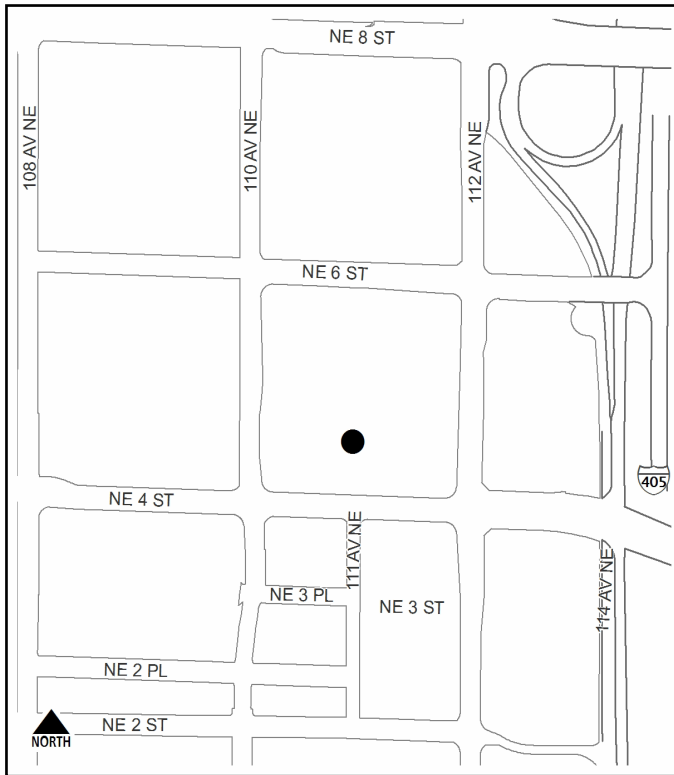 NE 8 ST
108 AV NE
110 AV NE
112 AV NE
NE 6 ST
405
NE 4 ST
111 AV NE
NE 3 PL
NE 3 ST
114 AV NE
NE 2 PL
NE 2 ST
NORTH